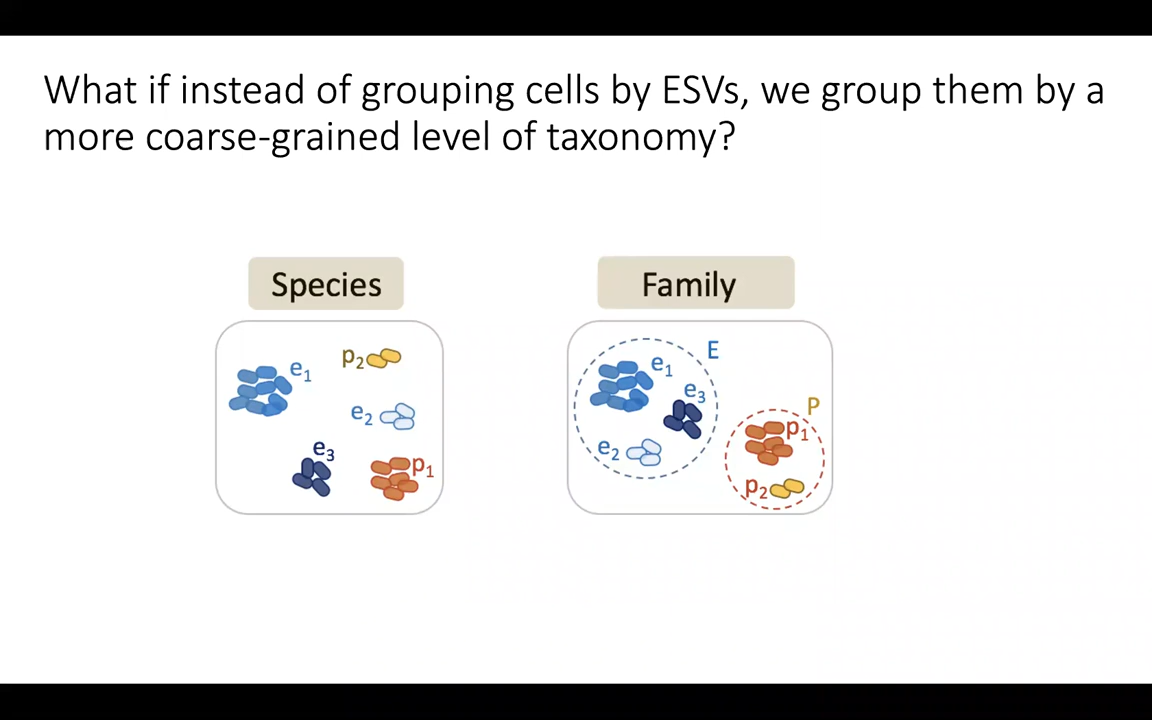 What if instead of grouping cells by ESVs, we group them by a
more coarse-grained level of taxonomy?
Species
Family
e1
p2
e2
e3
p1
E
e1
e3
e2
P
p1
p2